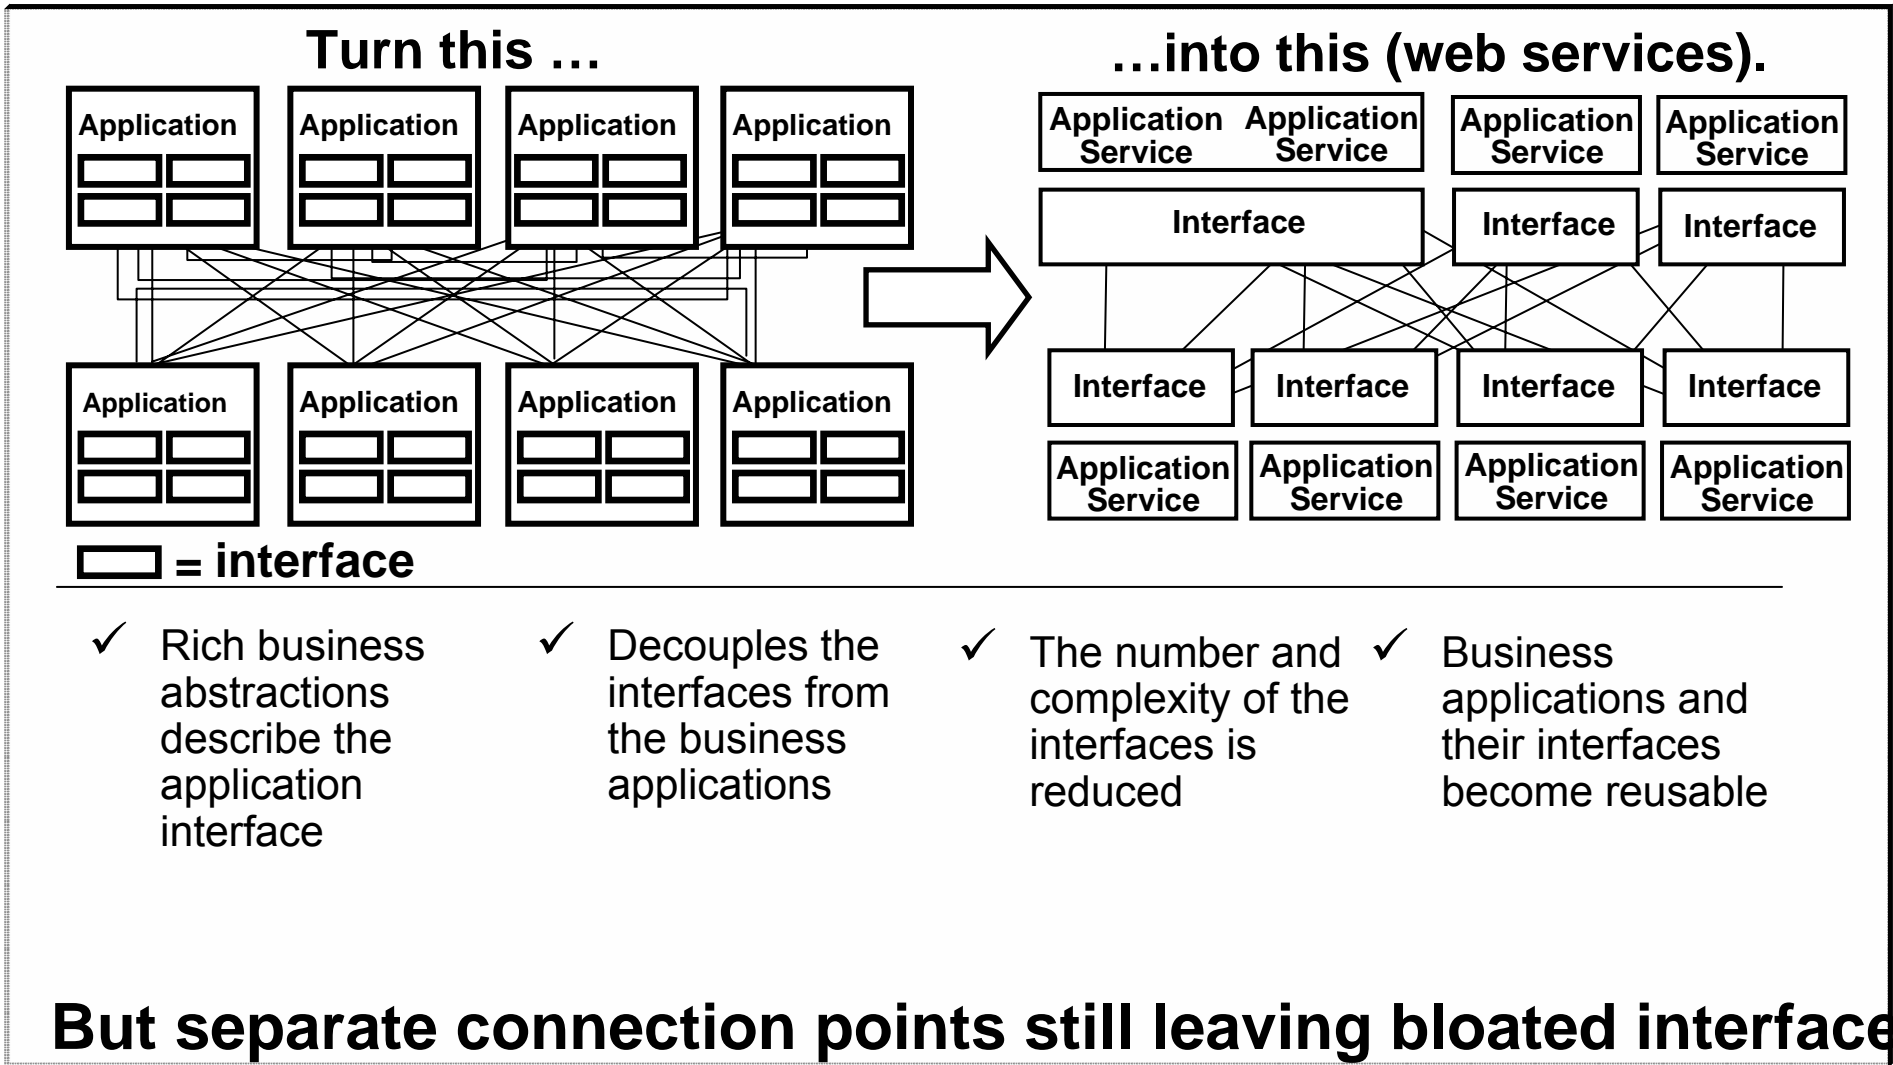 Turn this …
…into this (web services).
Application Application Application Application
Application Application Application Application
= interface
Application Service Application Service Application Service Application Service
Interface Interface Interface
Interface Interface Interface Interface
Application Service Application Service Application Service Application Service
✓ Rich business
abstractions
describe the
application
interface
✓ Decouples the
interfaces from
the business
applications
✓ The number and
complexity of the
interfaces is
reduced
✓ Business
applications and
their interfaces
become reusable
But separate connection points still leaving bloated interface